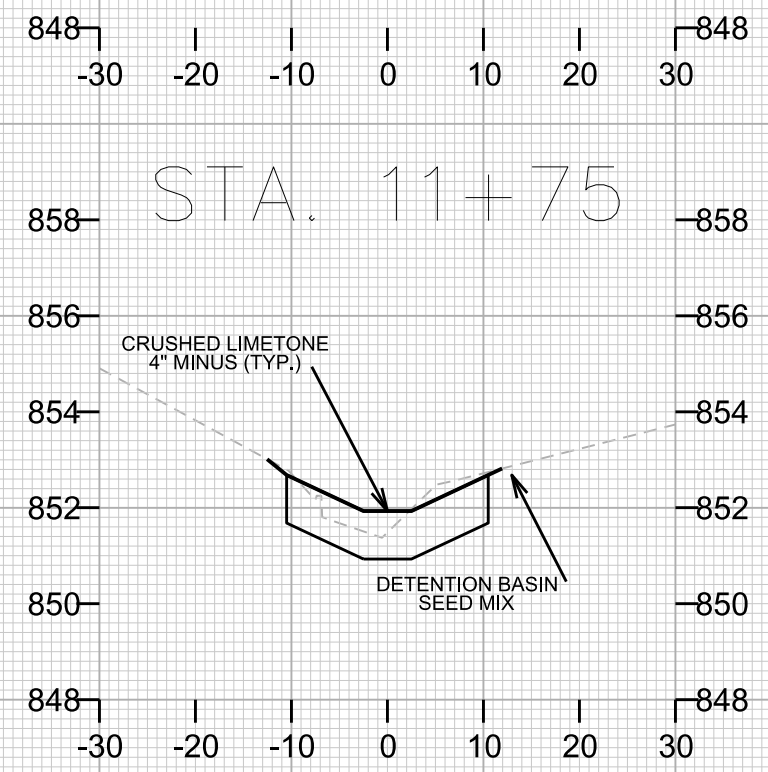 848 848
-30 -20 -10 0 10 20 30
STA. 11+75
858 858
856 856
CRUSHED LIMETONE
4" MINUS (TYP.)
854 854
852 852
DETENTION BASIN
SEED MIX
850 850
848 848
-30 -20 -10 0 10 20 30